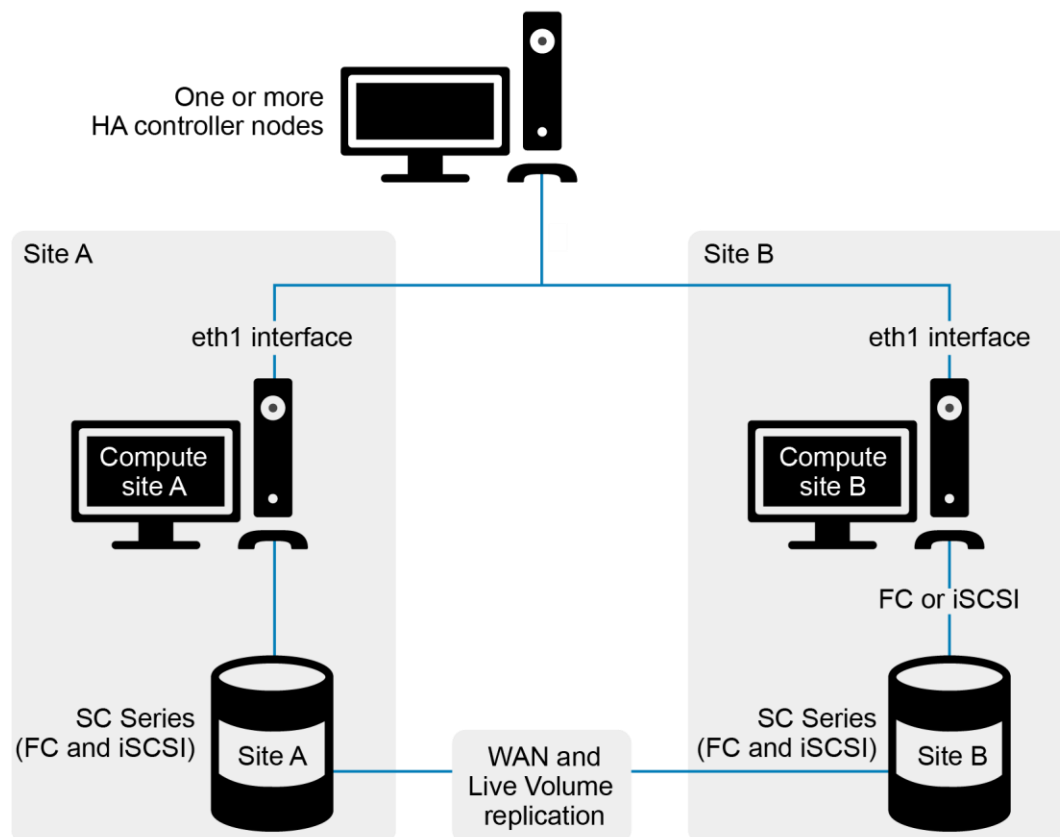 One or more
HA controller nodes
Site A
Site B
eth1 interface
eth1 interface
Compute
site A
Compute
site B
FC or iSCSI
SC Series
(FC and iSCSI)
Site A
WAN and
Live Volume
replication
SC Series
(FC and iSCSI)
Site B